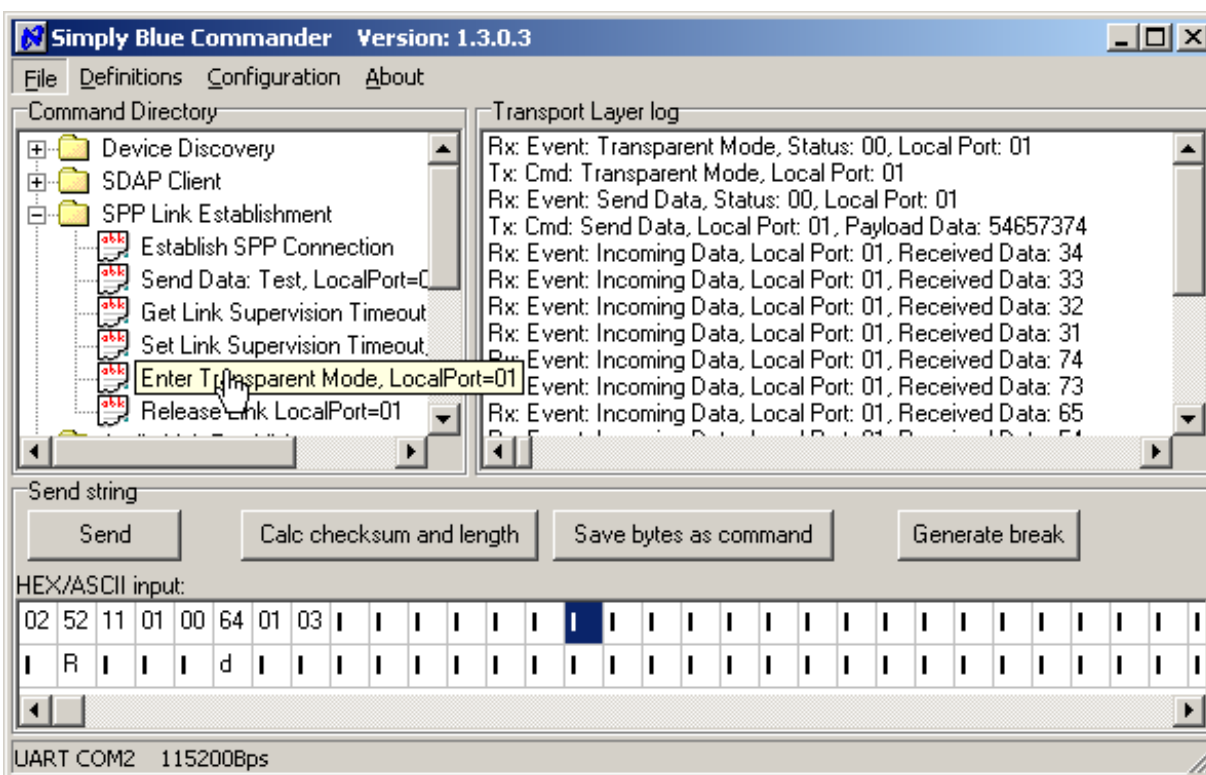 Simply Blue Commander Version: 1.3.0.3
File Definitions Configuration About
Command Directory
Device Discovery
SDAP Client
SPP Link Establishment
Establish SPP Connection
Send Data: Test, LocalPort=0
Get Link Supervision Timeout
Set Link Supervision Timeout,
Enter Transparent Mode, LocalPort=01
Release Link LocalPort=01
Transport Layer log
Rx: Event: Transparent Mode, Status: 00, Local Port: 01
Tx: Cmd: Transparent Mode, Local Port: 01
Rx: Event: Send Data, Status: 00, Local Port: 01
Tx: Cmd: Send Data, Local Port: 01, Payload Data: 54657374
Rx: Event: Incoming Data, Local Port: 01, Received Data: 34
Rx: Event: Incoming Data, Local Port: 01, Received Data: 33
Rx: Event: Incoming Data, Local Port: 01, Received Data: 32
Rx: Event: Incoming Data, Local Port: 01, Received Data: 31
Rx: Event: Incoming Data, Local Port: 01, Received Data: 74
Event: Incoming Data, Local Port: 01, Received Data: 73
Rx: Event: Incoming Data, Local Port: 01, Received Data: 65
Send string
Send Calc checksum and length Save bytes as command Generate break
HEX/ASCII input:
02 52 11 01 00 64 01 03
R d
UART COM2 115200Bps